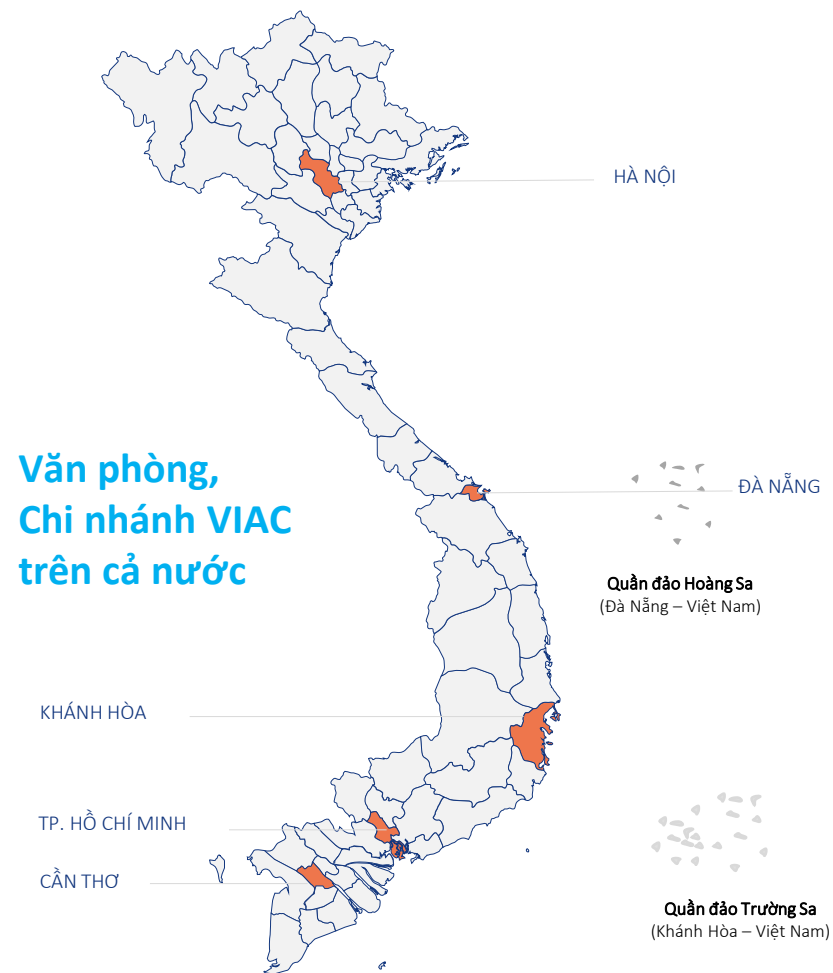 HÀ NỘI
Văn phòng,
Chi nhánh VIAC
trên cả nước
ĐÀ NẴNG
Quần đảo Hoàng Sa
(Đà Nẵng – Việt Nam)
KHÁNH HÒA
TP. HỒ CHÍ MINH
CẦN THƠ
Quần đảo Trường Sa
(Khánh Hòa – Việt Nam)